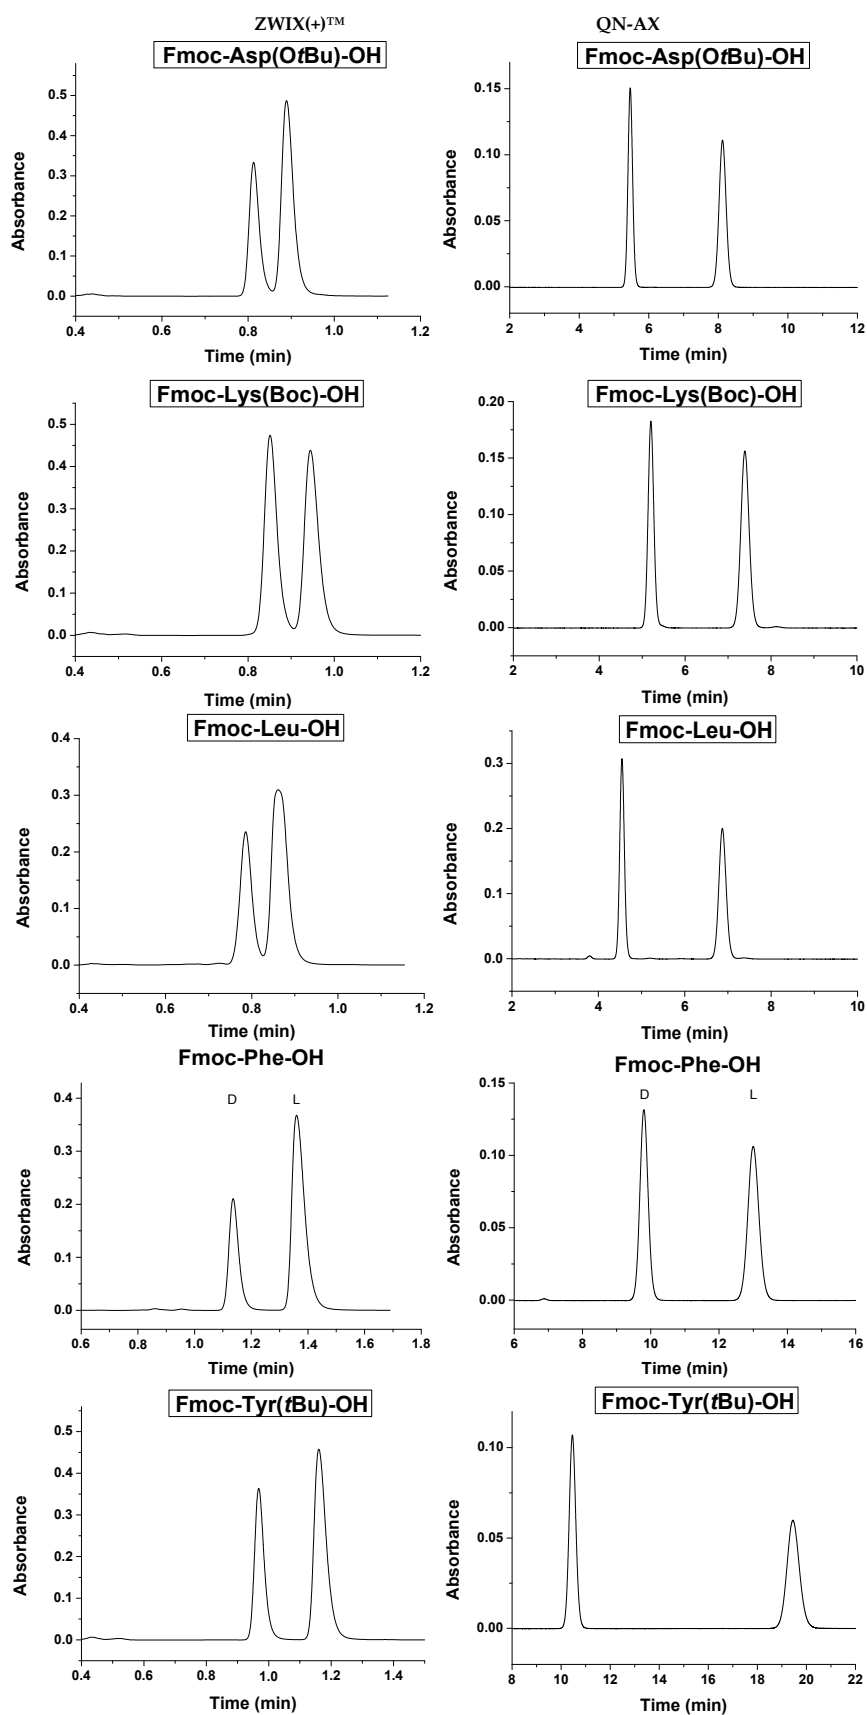 ZWIX(+)™ QN-AX
Fmoc-Asp(OtBu)-OH
0.5
0.4
0.3
0.2
0.1
0.0
Absorbance
0.4 0.6 0.8 1.0 1.2
Time (min)
Fmoc-Asp(OtBu)-OH
0.15
0.10
0.05
0.00
Absorbance
2 4 6 8 10 12
Time (min)
Fmoc-Lys(Boc)-OH
0.5
0.4
0.3
0.2
0.1
0.0
Absorbance
0.4 0.6 0.8 1.0 1.2
Time (min)
Fmoc-Lys(Boc)-OH
0.20
0.15
0.10
0.05
0.00
Absorbance
2 4 6 8 10
Time (min)
Fmoc-Leu-OH
0.4
0.3
0.2
0.1
0.0
Absorbance
0.4 0.6 0.8 1.0 1.2
Time (min)
Fmoc-Leu-OH
0.3
0.2
0.1
0.0
Absorbance
2 4 6 8 10
Time (min)
Fmoc-Phe-OH
D L
0.4
0.3
0.2
0.1
0.0
Absorbance
0.6 0.8 1.0 1.2 1.4 1.6 1.8
Time (min)
Fmoc-Phe-OH
D L
0.15
0.10
0.05
0.00
Absorbance
6 8 10 12 14 16
Time (min)
Fmoc-Tyr(tBu)-OH
0.5
0.4
0.3
0.2
0.1
0.0
Absorbance
0.4 0.6 0.8 1.0 1.2 1.4
Time (min)
Fmoc-Tyr(tBu)-OH
0.10
0.05
0.00
Absorbance
8 10 12 14 16 18 20 22
Time (min)